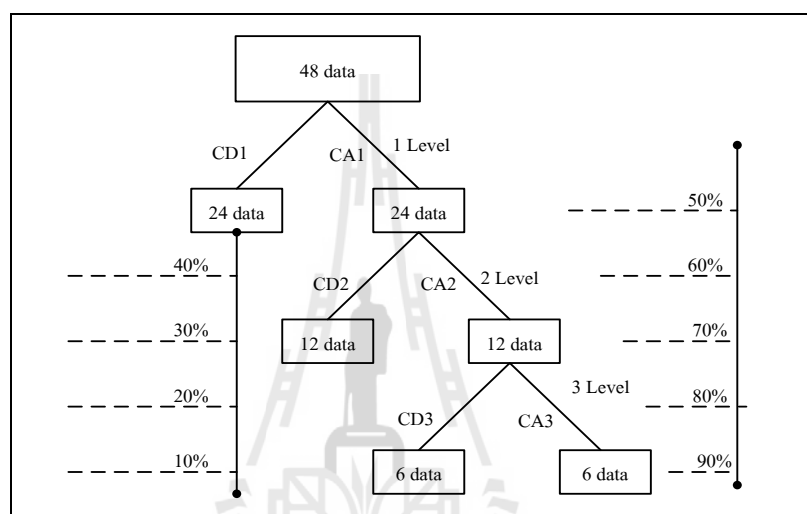 48 data
CD1
CA1
1 Level
24 data
24 data
50%
40%
CD2
CA2
2 Level
60%
30%
12 data
12 data
70%
20%
CD3
CA3
3 Level
80%
10%
6 data
6 data
90%